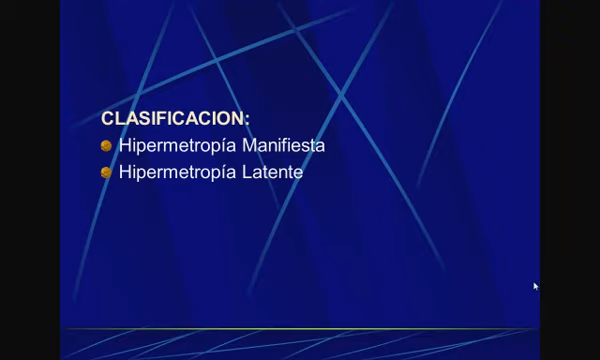 CLASIFICACION:
Hipermetropía Manifiesta
Hipermetropía Latente